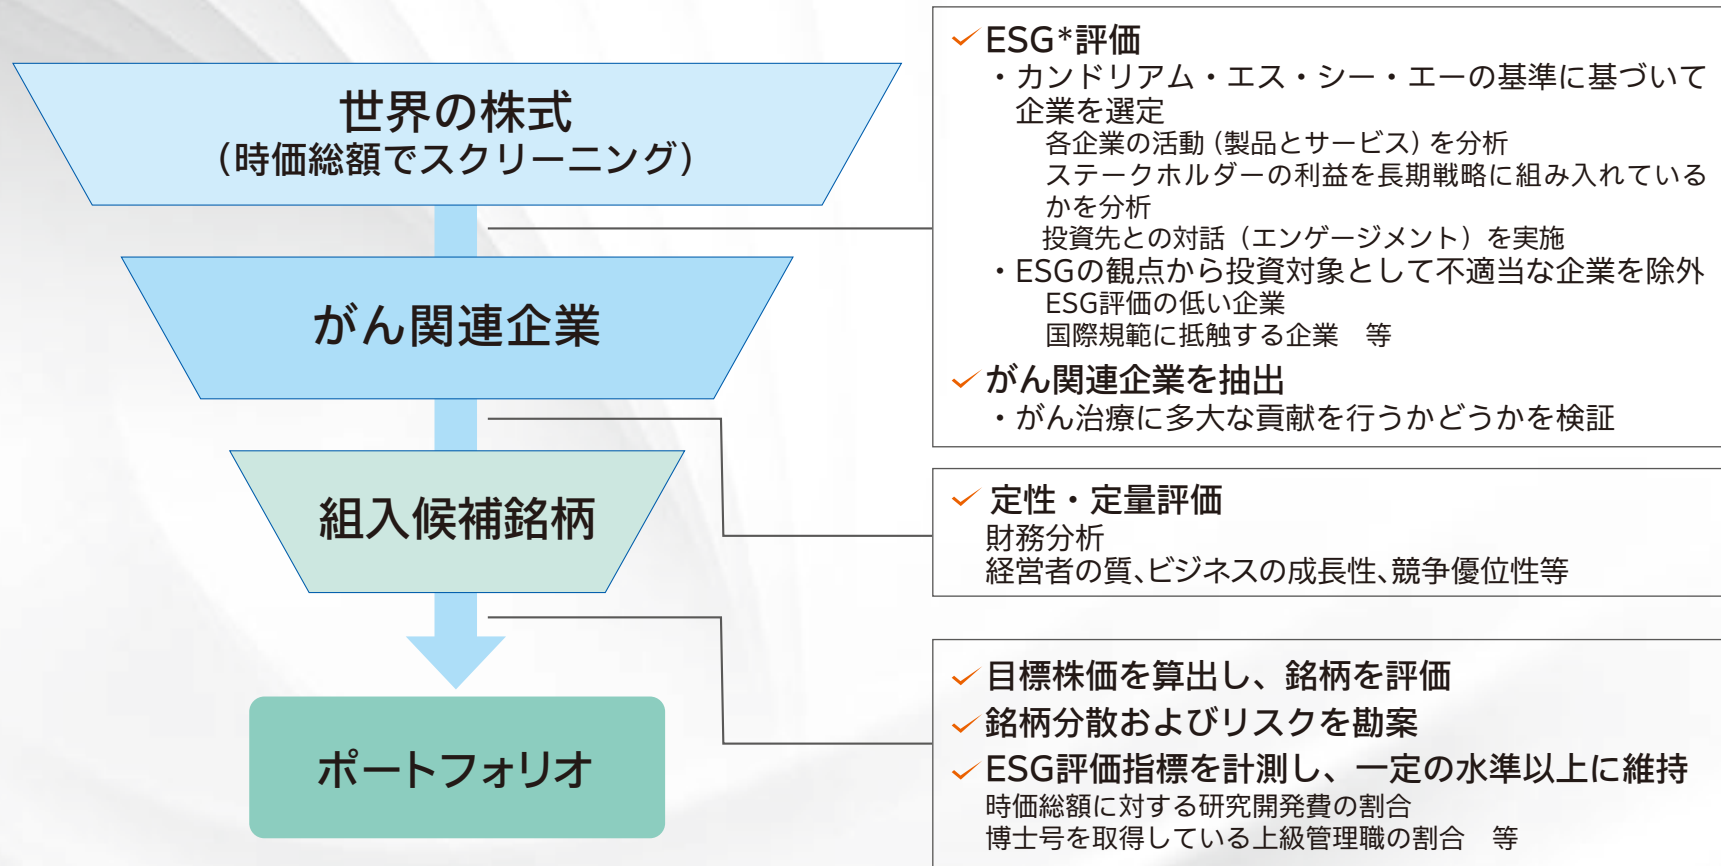 世界の株式
（時価総額でスクリーニング）
がん関連企業
組入候補銘柄
ポートフォリオ
ESG*評価
・カンドリアム・エス・シー・エーの基準に基づいて
企業を選定
各企業の活動（製品とサービス）を分析
ステークホルダーの利益を長期戦略に組み入れている
かを分析
投資先との対話（エンゲージメント）を実施
・ESGの観点から投資対象として不適当な企業を除外
ESG評価の低い企業
国際規範に抵触する企業　等
がん関連企業を抽出
・がん治療に多大な貢献を行うかどうかを検証
定性・定量評価
財務分析
経営者の質、ビジネスの成長性、競争優位性等
目標株価を算出し、銘柄を評価
銘柄分散およびリスクを勘案
ESG評価指標を計測し、一定の水準以上に維持
時価総額に対する研究開発費の割合
博士号を取得している上級管理職の割合　等